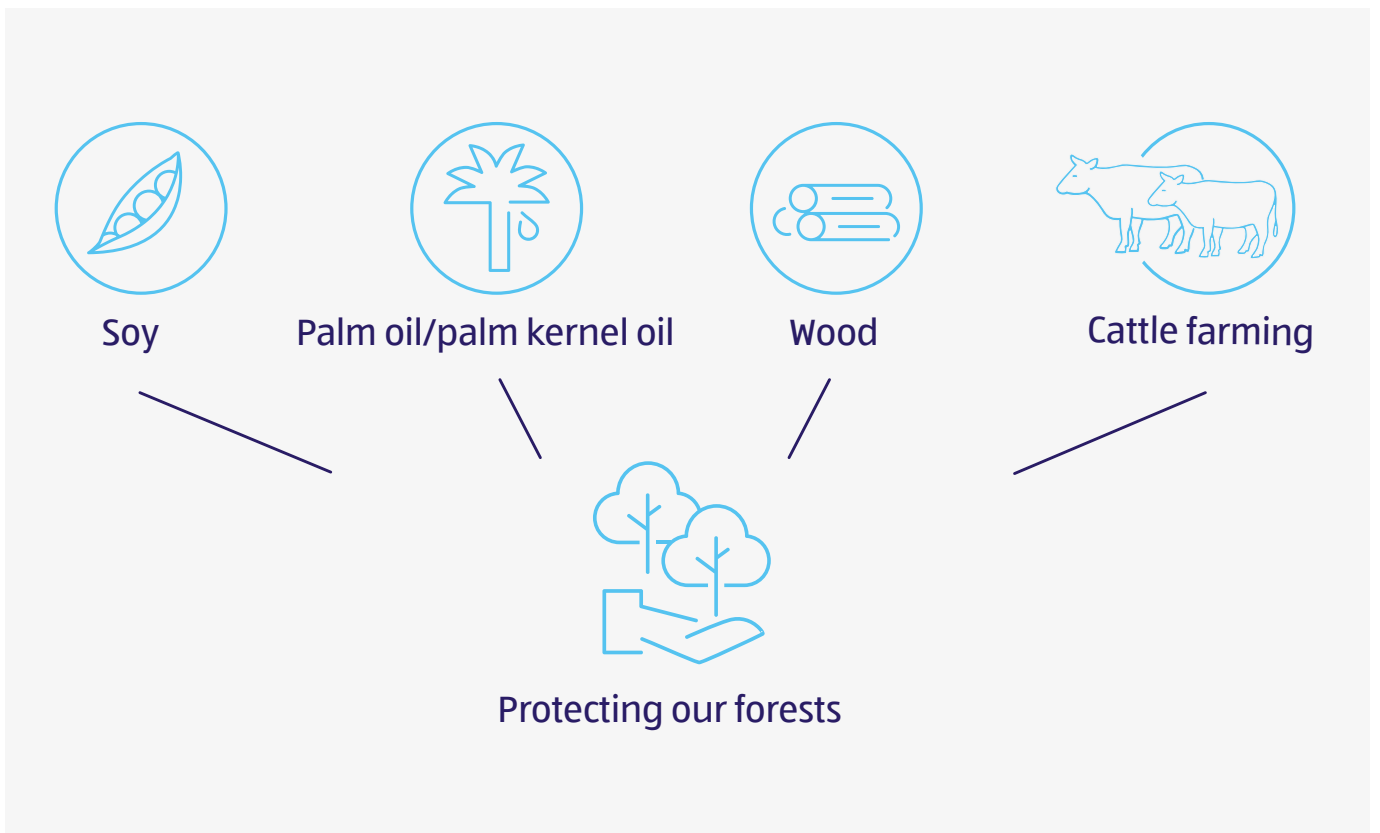 Soy
Palm oil/palm kernel oil
Wood
Cattle farming
Protecting our forests